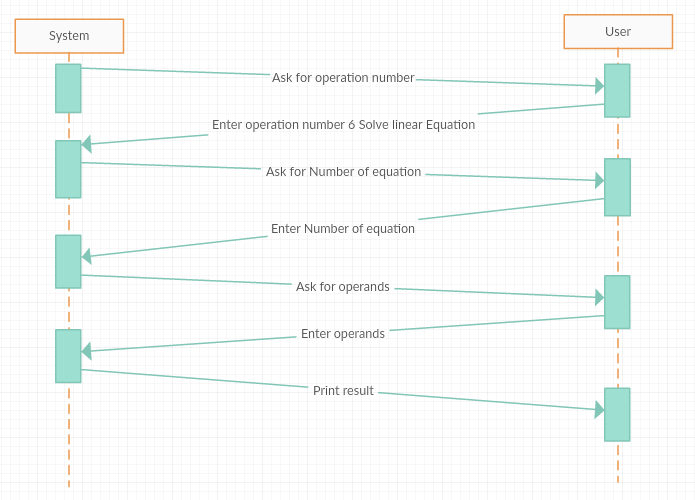 System
User
Ask for operation number
Enter operation number 6 Solve linear Equation
Ask for Number of equation
Enter Number of equation
Ask for operands
Enter operands
Print result